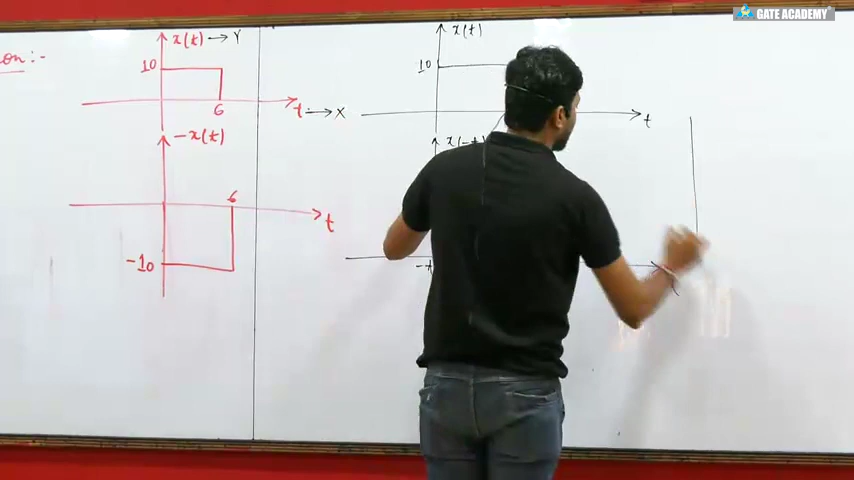 GATE ACADEMY
on:-
x(t) → Y
10
6
t → X
-x(t)
6
t
-10
x(t)
10
t
x(-t)